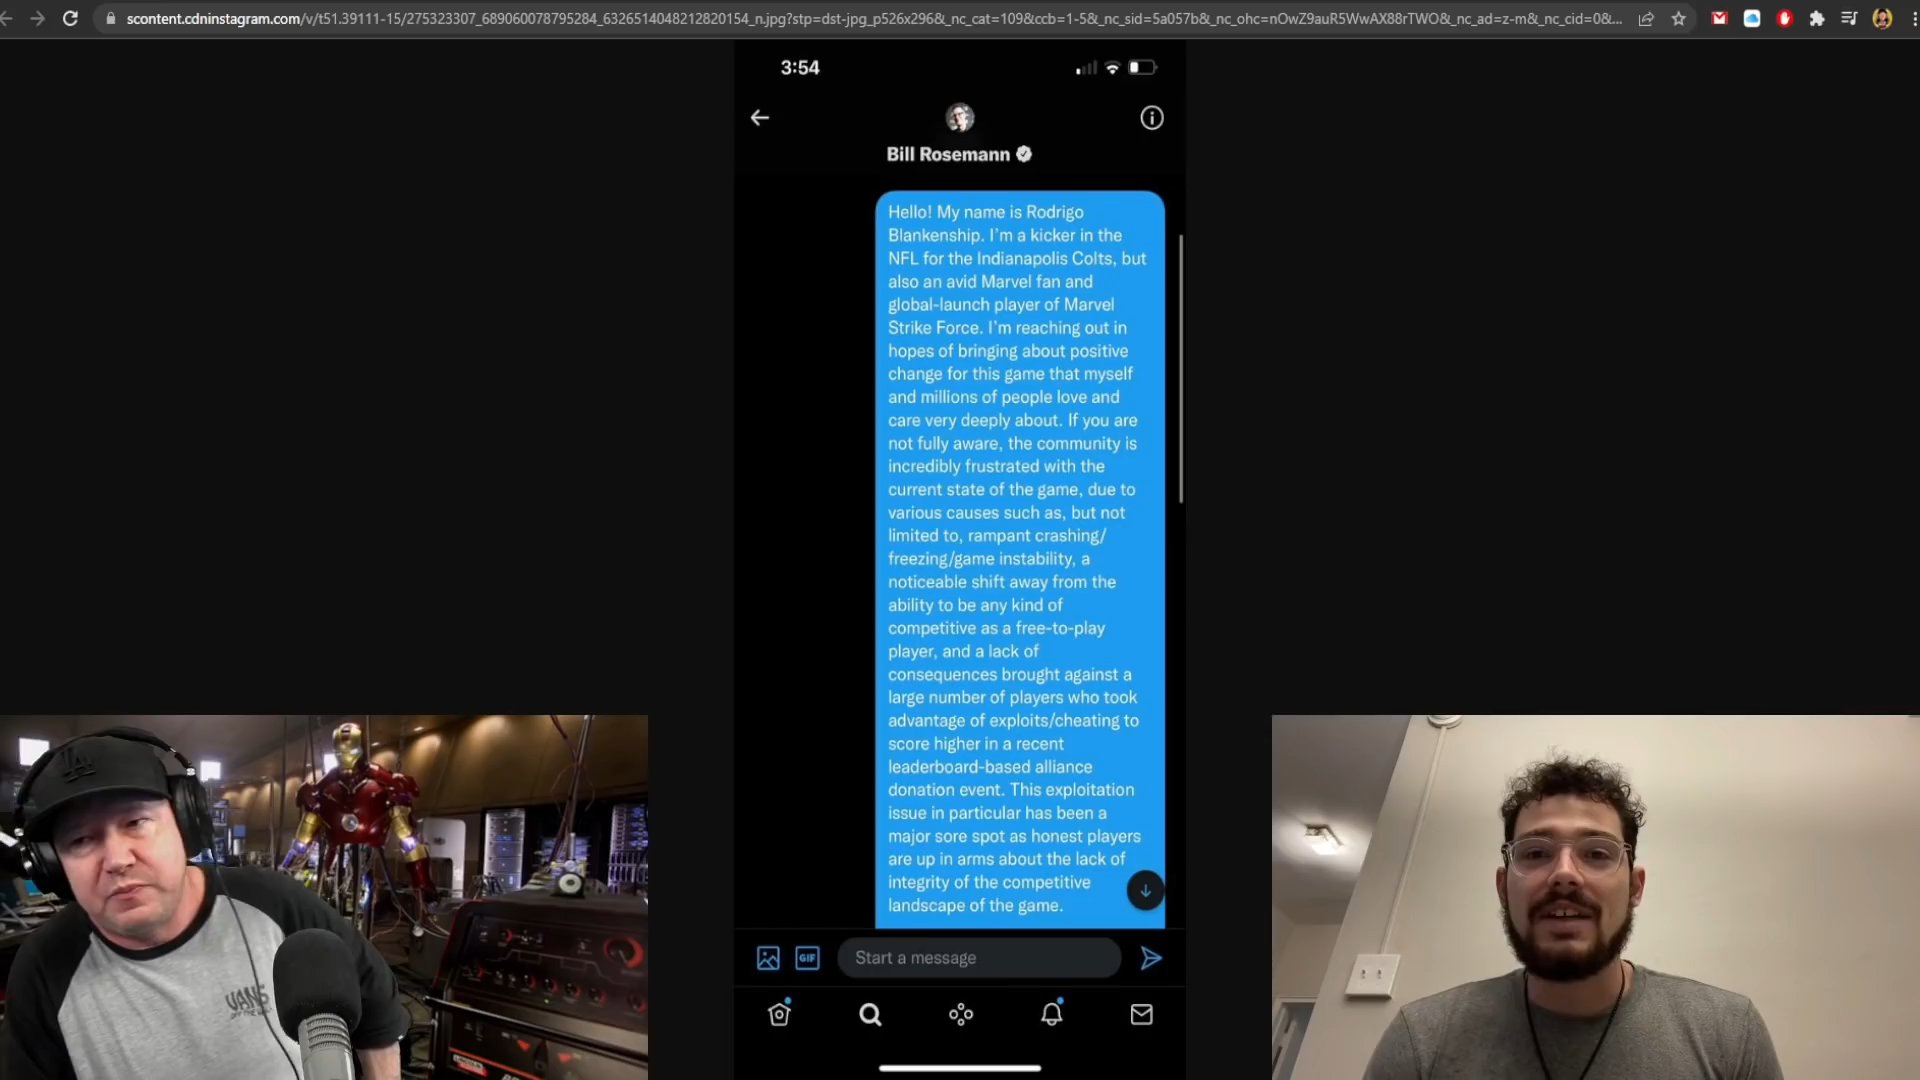 scontent.cdninstagram.com/v/t51.39111-15/275323307_689060078795284_6326514048212820154_n.jpg?stp=dst-jpg_p526x296&_nc_cat=109&ccb=1-5&_nc_sid=5a057b&_nc_ohc=nOwZ9auR5WwAX88rTWO&_nc_ad=z-m&_nc_cid=0&...
3:54
Bill Rosemann
Hello! My name is Rodrigo
Blankenship. I'm a kicker in the
NFL for the Indianapolis Colts, but
also an avid Marvel fan and
global-launch player of Marvel
Strike Force. I'm reaching out in
hopes of bringing about positive
change for this game that myself
and millions of people love and
care very deeply about. If you are
not fully aware, the community is
incredibly frustrated with the
current state of the game, due to
various causes such as, but not
limited to, rampant crashing/
freezing/game instability, a
noticeable shift away from the
ability to be any kind of
competitive as a free-to-play
player, and a lack of
consequences brought against a
large number of players who took
advantage of exploits/cheating to
score higher in a recent
leaderboard-based alliance
donation event. This exploitation
issue in particular has been a
major sore spot as honest players
are up in arms about the lack of
integrity of the competitive
landscape of the game.
GIF
Start a message
LA
VANS
OFF THE WALL